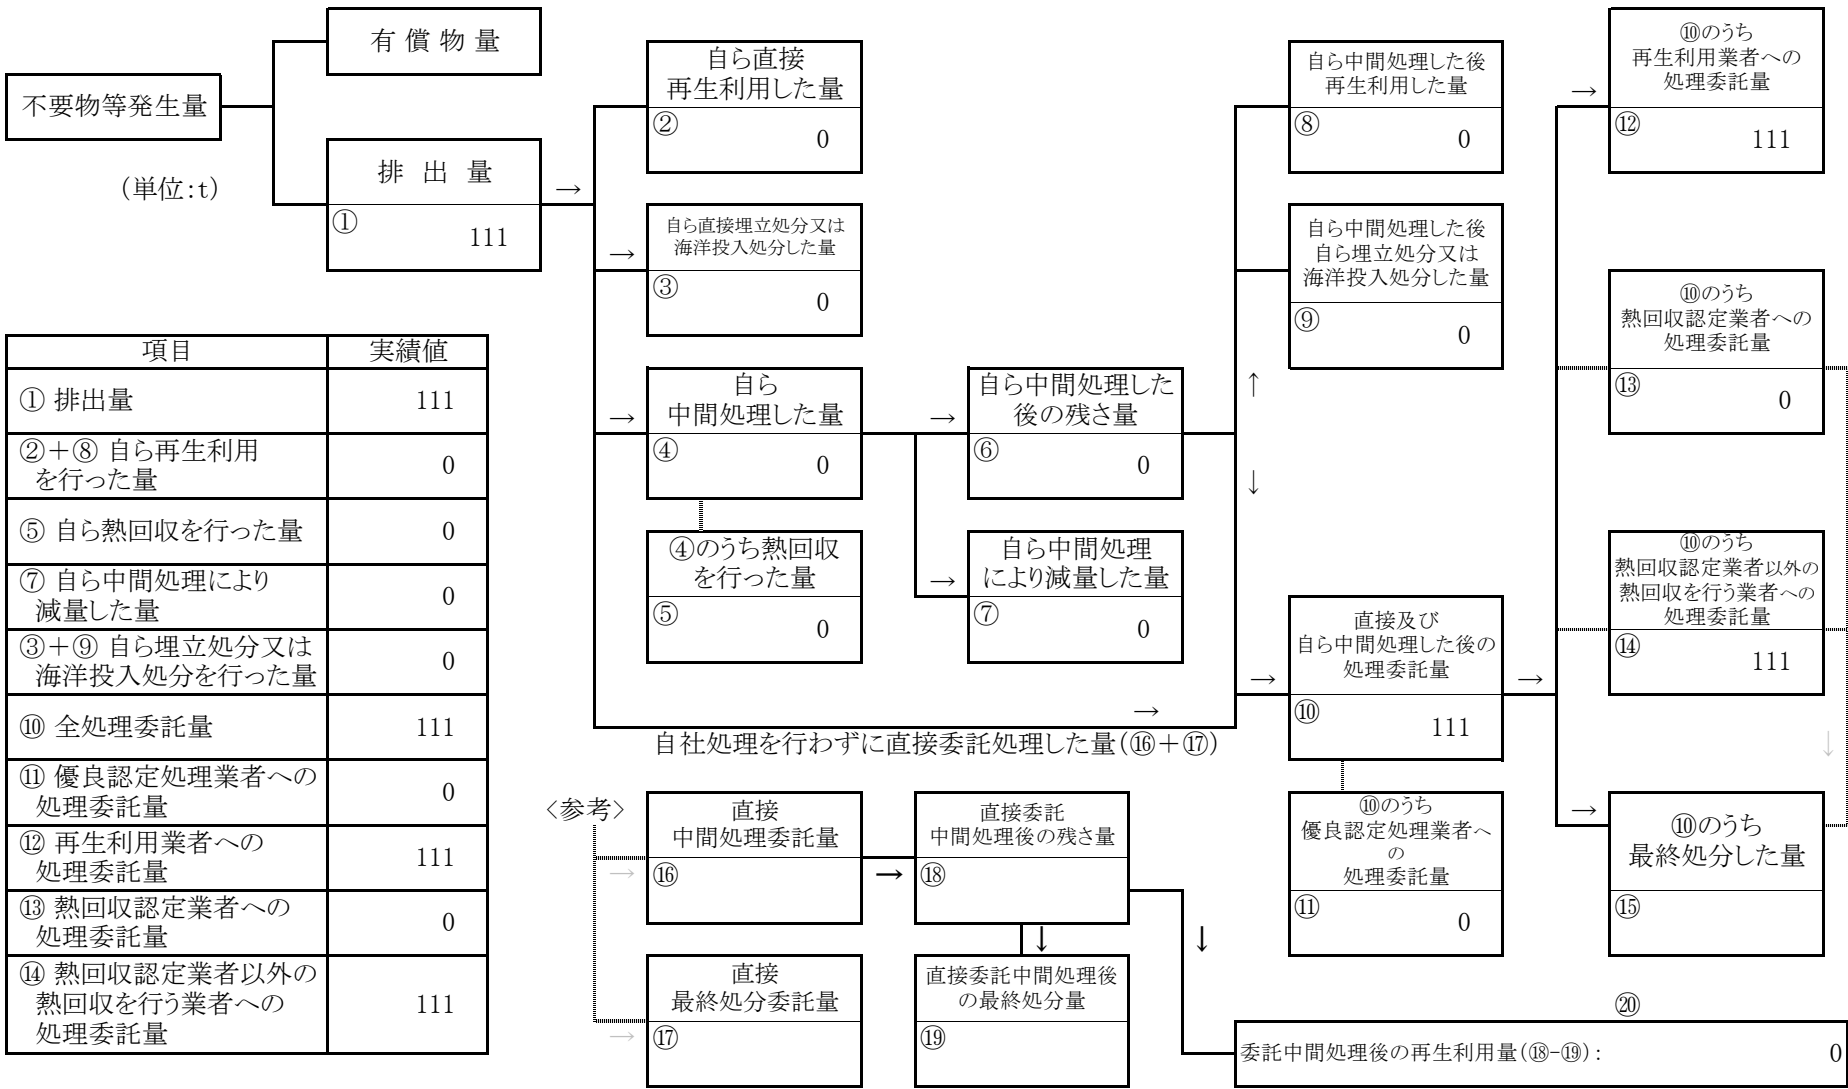 有 償 物 量
不要物等発生量
(単位:t)
排 出 量
①
111
→
自ら直接
再生利用した量
②
0
→
自ら直接埋立処分又は
海洋投入処分した量
③
0
→
自ら
中間処理した量
④
0
④のうち熱回収
を行った量
⑤
0
→
自ら中間処理した
後の残さ量
⑥
0
→
自ら中間処理
により減量した量
⑦
0
自ら中間処理した後
再生利用した量
⑧
0
自ら中間処理した後
自ら埋立処分又は
海洋投入処分した量
⑨
0
↑
↓
→
自社処理を行わずに直接委託処理した量(⑯+⑰)
→
直接及び
自ら中間処理した後の
処理委託量
⑩
111
⑩のうち
優良認定処理業者へ
の
処理委託量
⑪
0
→
→
⑩のうち
再生利用業者への
処理委託量
⑫
111
⑩のうち
熱回収認定業者への
処理委託量
⑬
0
⑩のうち
熱回収認定業者以外の
熱回収を行う業者への
処理委託量
⑭
111
↓
→
⑩のうち
最終処分した量
⑮
項目 実績値
① 排出量 111
②+⑧ 自ら再生利用
を行った量 0
⑤ 自ら熱回収を行った量 0
⑦ 自ら中間処理により
減量した量 0
③+⑨ 自ら埋立処分又は
海洋投入処分を行った量 0
⑩ 全処理委託量 111
⑪ 優良認定処理業者への
処理委託量 0
⑫ 再生利用業者への
処理委託量 111
⑬ 熱回収認定業者への
処理委託量 0
⑭ 熱回収認定業者以外の
熱回収を行う業者への
処理委託量 111
<参考>
→
直接
中間処理委託量
⑯
→
直接委託
中間処理後の残さ量
⑱
↓
↓
→
直接
最終処分委託量
⑰
直接委託中間処理後
の最終処分量
⑲
⑳
委託中間処理後の再生利用量(⑱-⑲): 0